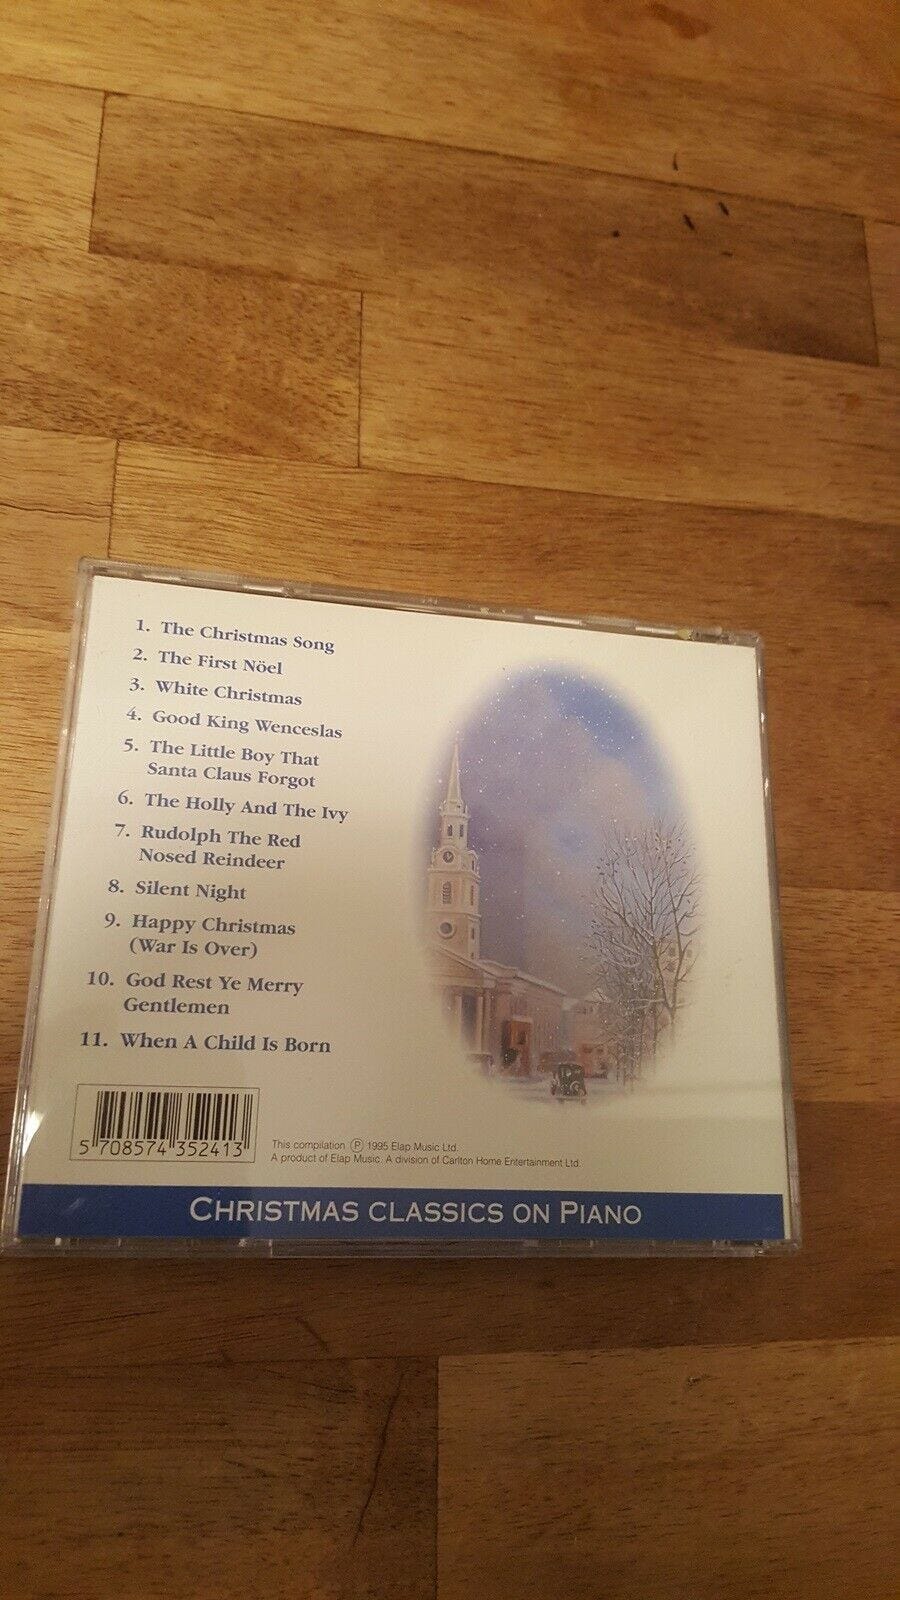 1. The Christmas Song
2. The First Nöel
3. White Christmas
4. Good King Wenceslas
5. The Little Boy That
Santa Claus Forgot
6. The Holly And The Ivy
7. Rudolph The Red
Nosed Reindeer
8. Silent Night
9. Happy Christmas
(War Is Over)
10. God Rest Ye Merry
Gentlemen
11. When A Child Is Born
5 708574 352413
This compilation ℗ 1995 Elap Music Ltd.
A product of Elap Music. A division of Carlton Home Entertainment Ltd.
CHRISTMAS CLASSICS ON PIANO